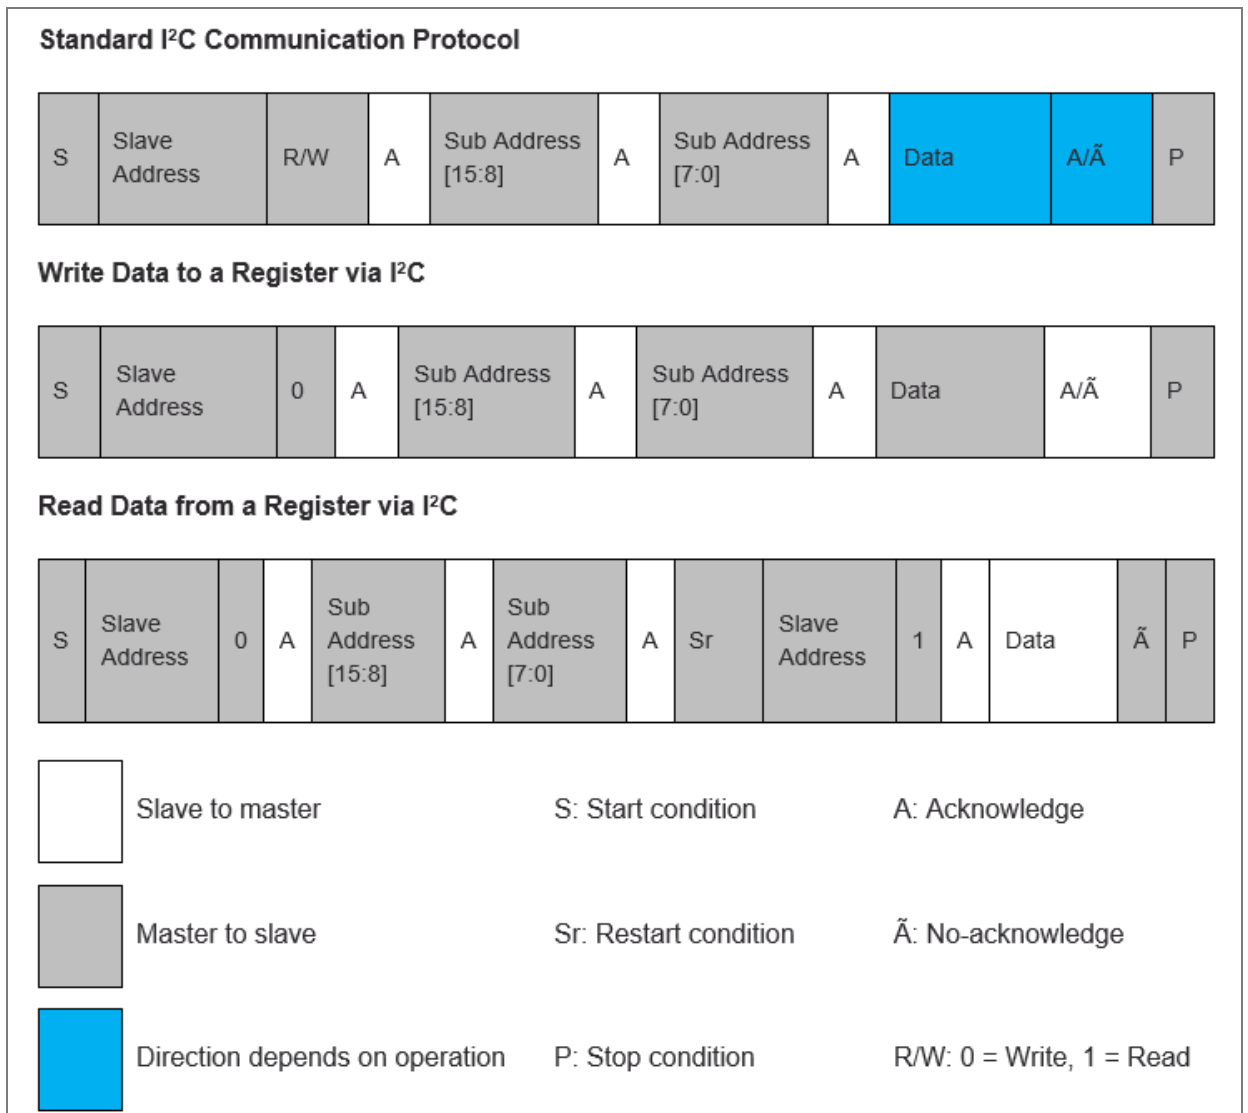 Standard I²C Communication Protocol
S Slave Address R/W A Sub Address [15:8] A Sub Address [7:0] A Data A/Ã P
Write Data to a Register via I²C
S Slave Address 0 A Sub Address [15:8] A Sub Address [7:0] A Data A/Ã P
Read Data from a Register via I²C
S Slave Address 0 A Sub Address [15:8] A Sub Address [7:0] A Sr Slave Address 1 A Data Ã P
Slave to master S: Start condition A: Acknowledge
Master to slave Sr: Restart condition Ã: No-acknowledge
Direction depends on operation P: Stop condition R/W: 0 = Write, 1 = Read